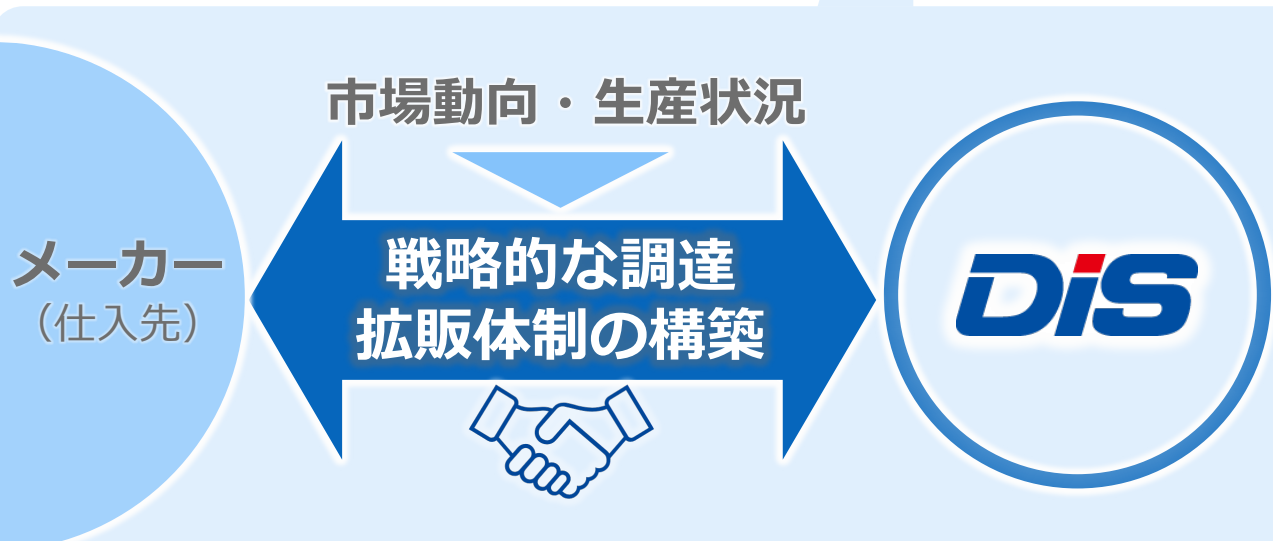 市場動向・生産状況
メーカー
（仕入先）
戦略的な調達
拡販体制の構築
DiS